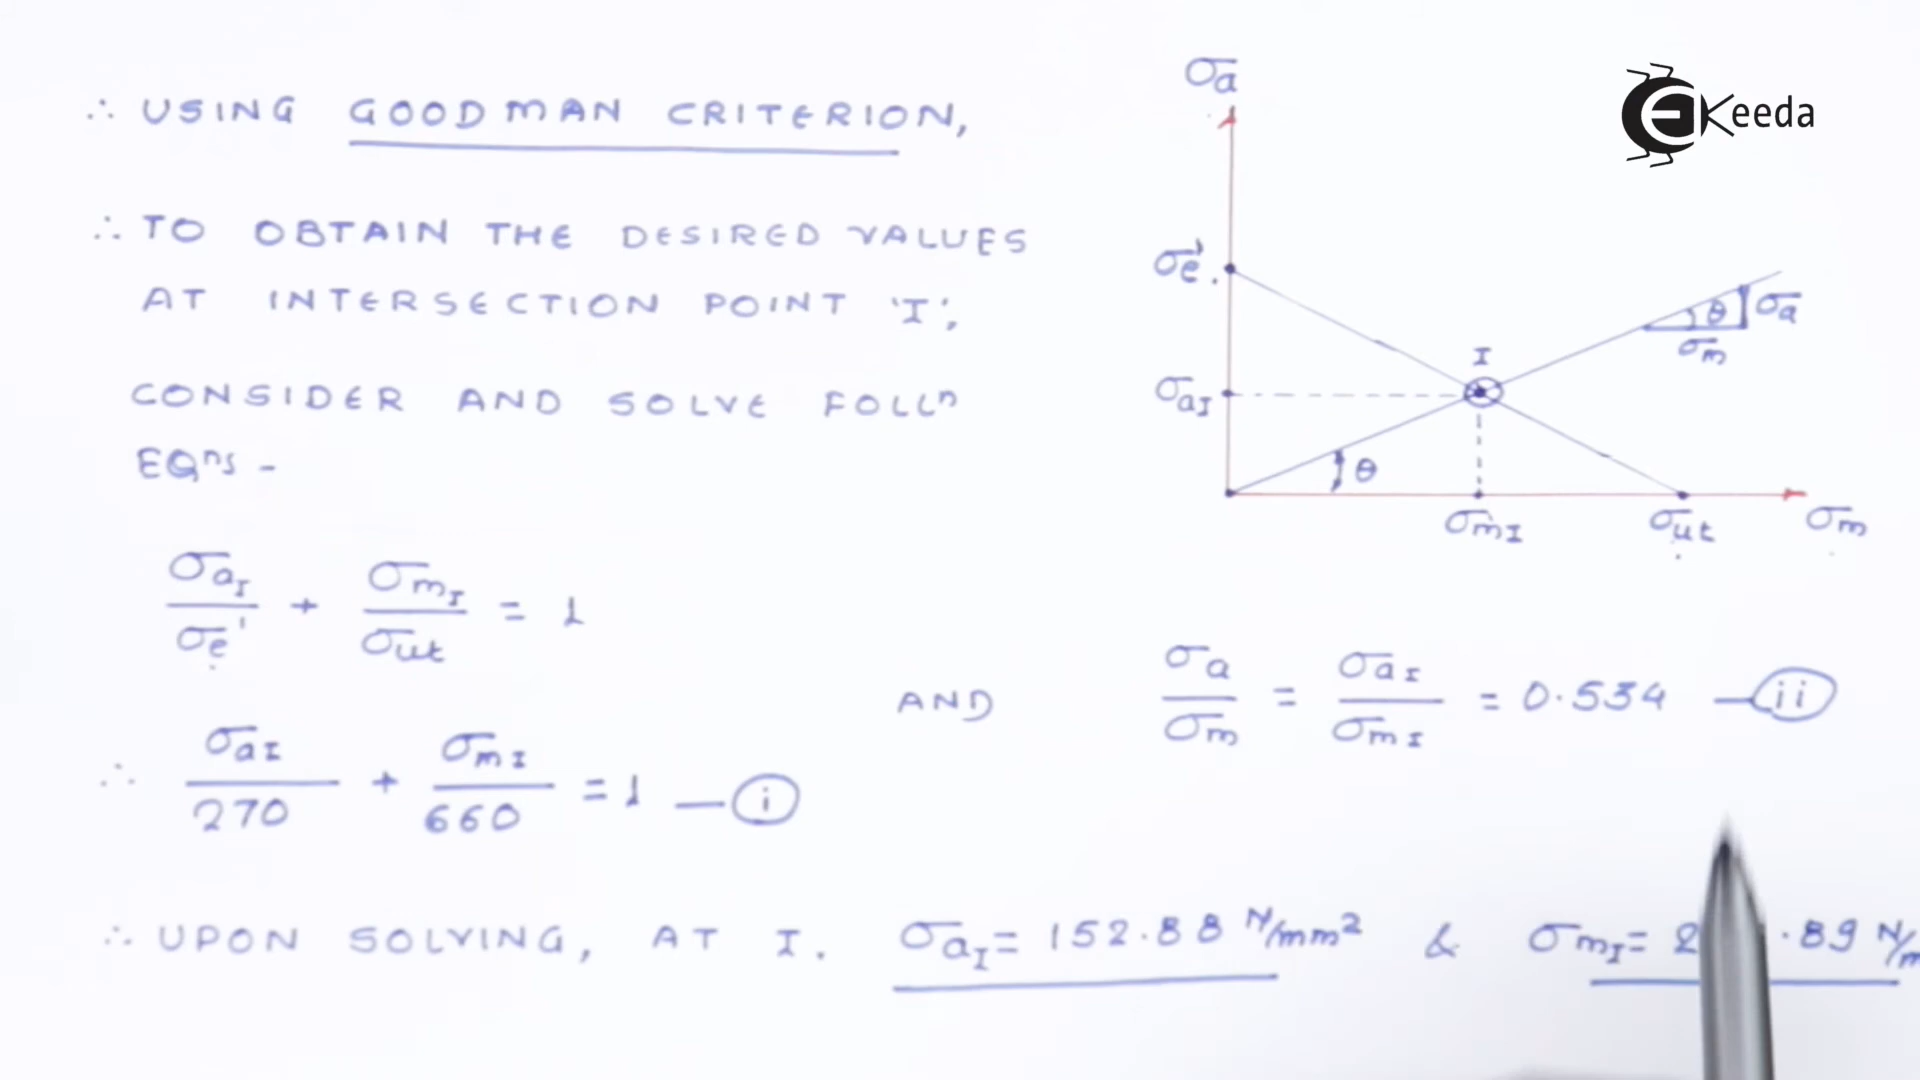 ∴ USING GOODMAN CRITERION,
∴ TO OBTAIN THE DESIRED VALUES
AT INTERSECTION POINT 'I',
CONSIDER AND SOLVE FOLLⁿ
EQⁿˢ -
σaI/σe' + σmI/σut = 1
AND σa/σm = σaI/σmI = 0.534 —(ii)
∴ σaI/270 + σmI/660 = 1 —(i)
∴ UPON SOLVING, AT I. σaI = 152.88 N/mm² & σmI = .89 N/m
σa
σe'
σaI
I
θ
σa
σm
θ
σmI
σut
σm
EKeeda